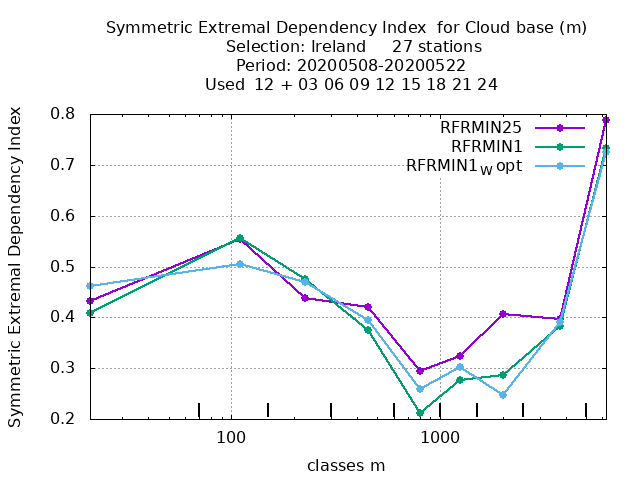 Symmetric Extremal Dependency Index  for Cloud base (m)
Selection: Ireland     27 stations
Period: 20200508-20200522
Used  12 + 03 06 09 12 15 18 21 24
Symmetric Extremal Dependency Index
0.8
0.7
0.6
0.5
0.4
0.3
0.2
RFRMIN25
RFRMIN1
RFRMIN1W opt
100
1000
classes m